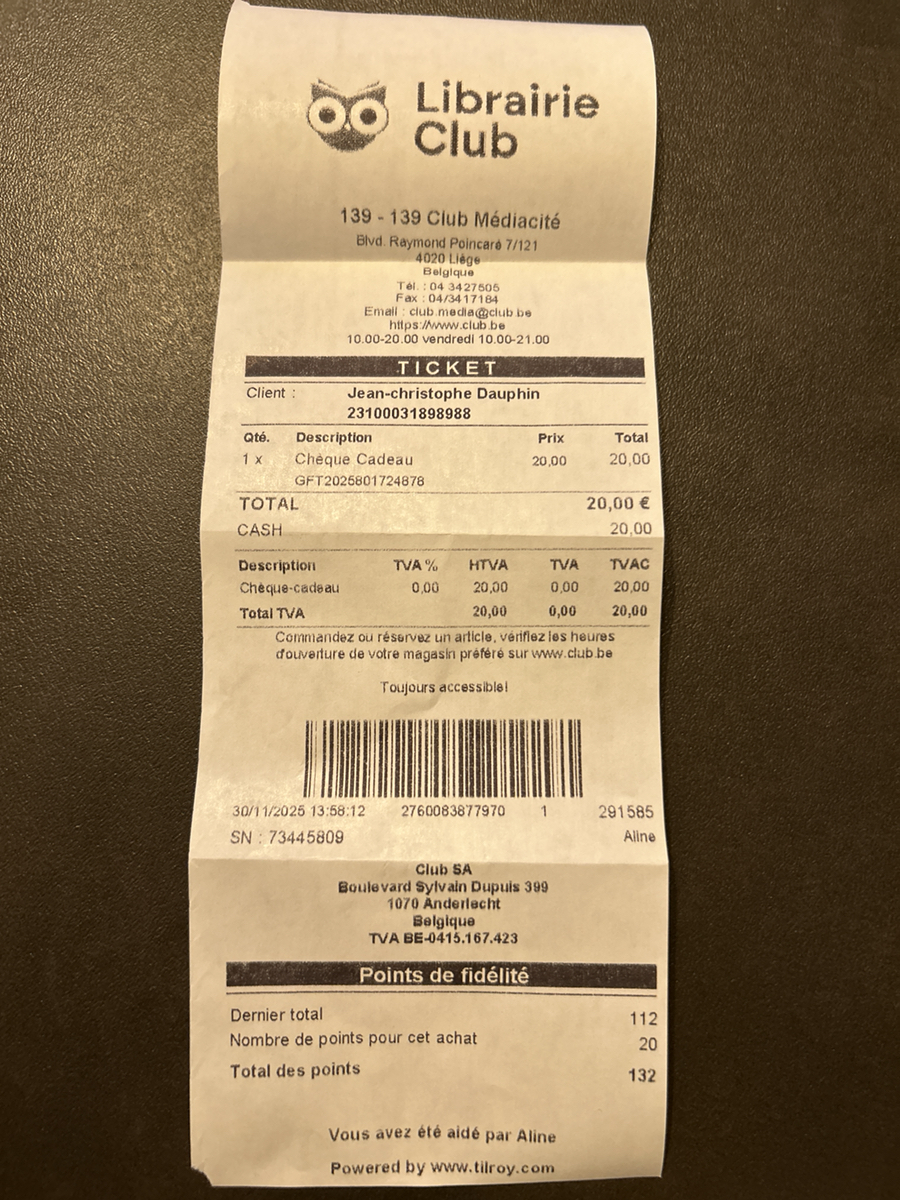 Librairie
Club
139 - 139 Club Médiacité
Blvd. Raymond Poincaré 7/121
4020 Liège
Belgique
Tél. : 04 3427505
Fax : 04/3417184
Email : club.media@club.be
https://www.club.be
10.00-20.00 vendredi 10.00-21.00
TICKET
Client : Jean-christophe Dauphin
23100031898988
Qté. Description Prix Total
1 x Chèque Cadeau 20,00 20,00
GFT2025801724878
TOTAL 20,00 €
CASH 20,00
Description TVA % HTVA TVA TVAC
Chèque-cadeau 0,00 20,00 0,00 20,00
Total TVA 20,00 0,00 20,00
Commandez ou réservez un article, vérifiez les heures
d'ouverture de votre magasin préféré sur www.club.be
Toujours accessible!
30/11/2025 13:58:12 2760083877970 1 291585
SN : 73445809 Aline
Club SA
Boulevard Sylvain Dupuis 399
1070 Anderlecht
Belgique
TVA BE-0415.167.423
Points de fidélité
Dernier total 112
Nombre de points pour cet achat 20
Total des points 132
Vous avez été aidé par Aline
Powered by www.tilroy.com